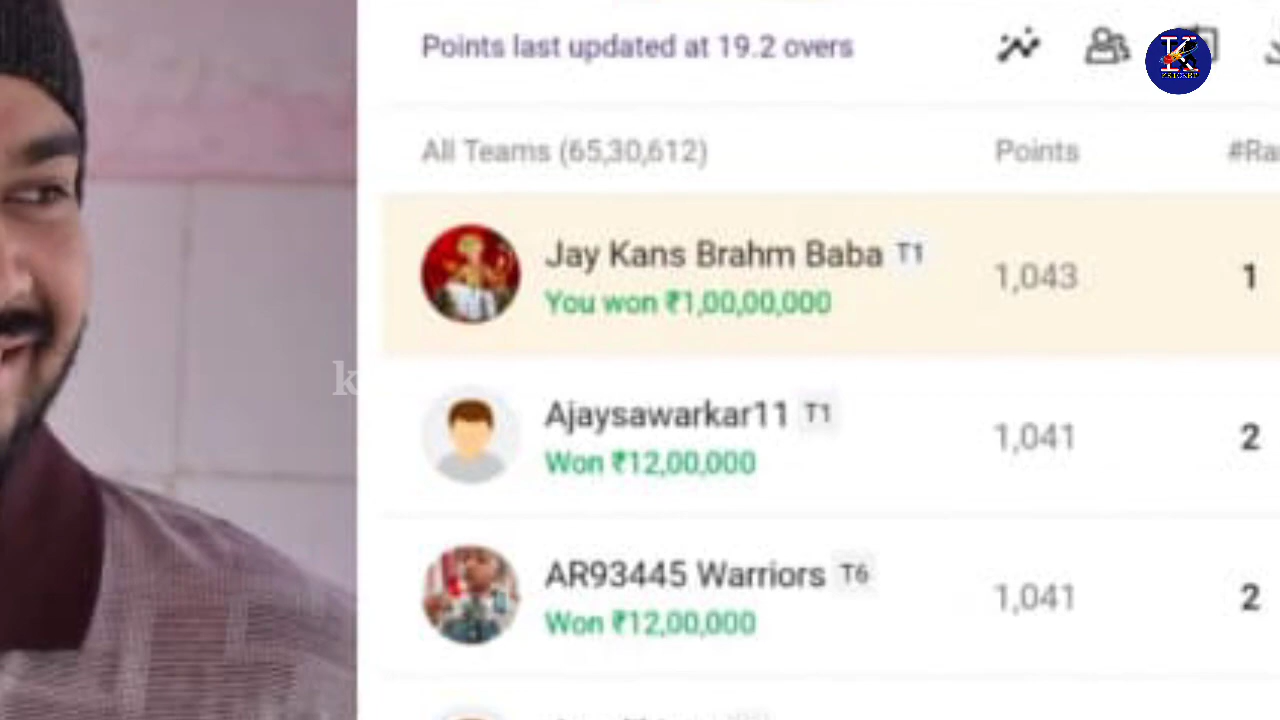 Points last updated at 19.2 overs
K
KRICKET
All Teams (65,30,612) Points #Ra
Jay Kans Brahm Baba T1
You won ₹1,00,00,000
1,043 1
k
Ajaysawarkar11 T1
Won ₹12,00,000
1,041 2
AR93445 Warriors T6
Won ₹12,00,000
1,041 2